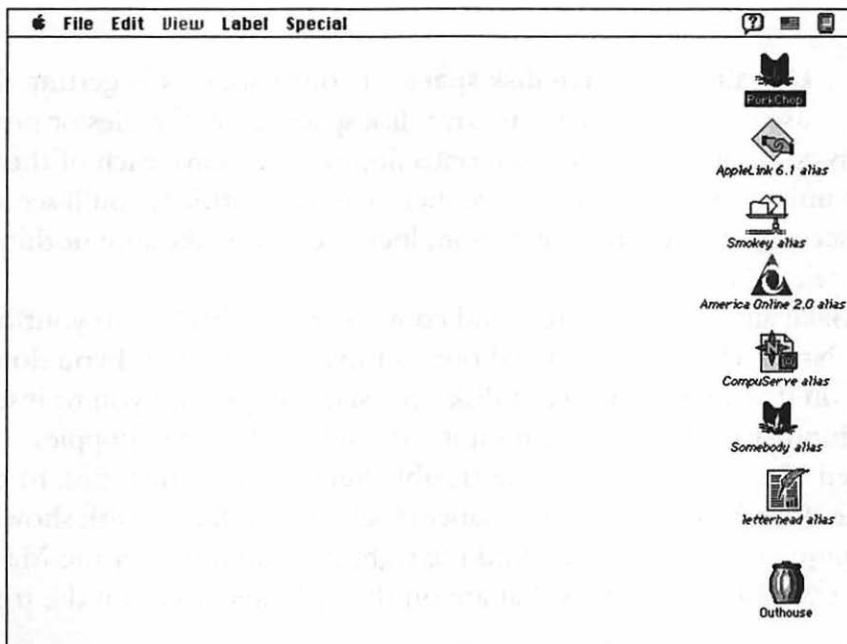 File Edit View Label Special
PorkChop
AppleLink 6.1 alias
Smokey alias
America Online 2.0 alias
CompuServe alias
Somebody alias
letterhead alias
Outhouse